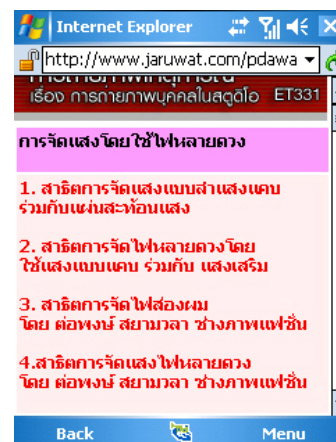 Internet Explorer
http://www.jaruwat.com/pdawa
เรื่อง การถ่ายภาพบุคคลในสตูดิโอ ET331
การจัดแสงโดยใช้ไฟหลายดวง
1. สาธิตการจัดแสงแบบลำแสงแคบ
ร่วมกับแผ่นสะท้อนแสง
2. สาธิตการจัดไฟหลายดวงโดย
ใช้แสงแบบแคบ ร่วมกับ แสงเสริม
3. สาธิตการจัดไฟส่องผม
โดย ต่อพงษ์ สยามวลา ช่างภาพแฟชั่น
4.สาธิตการจัดแสงไฟหลายดวง
โดย ต่อพงษ์ สยามวลา ช่างภาพแฟชั่น
Back Menu